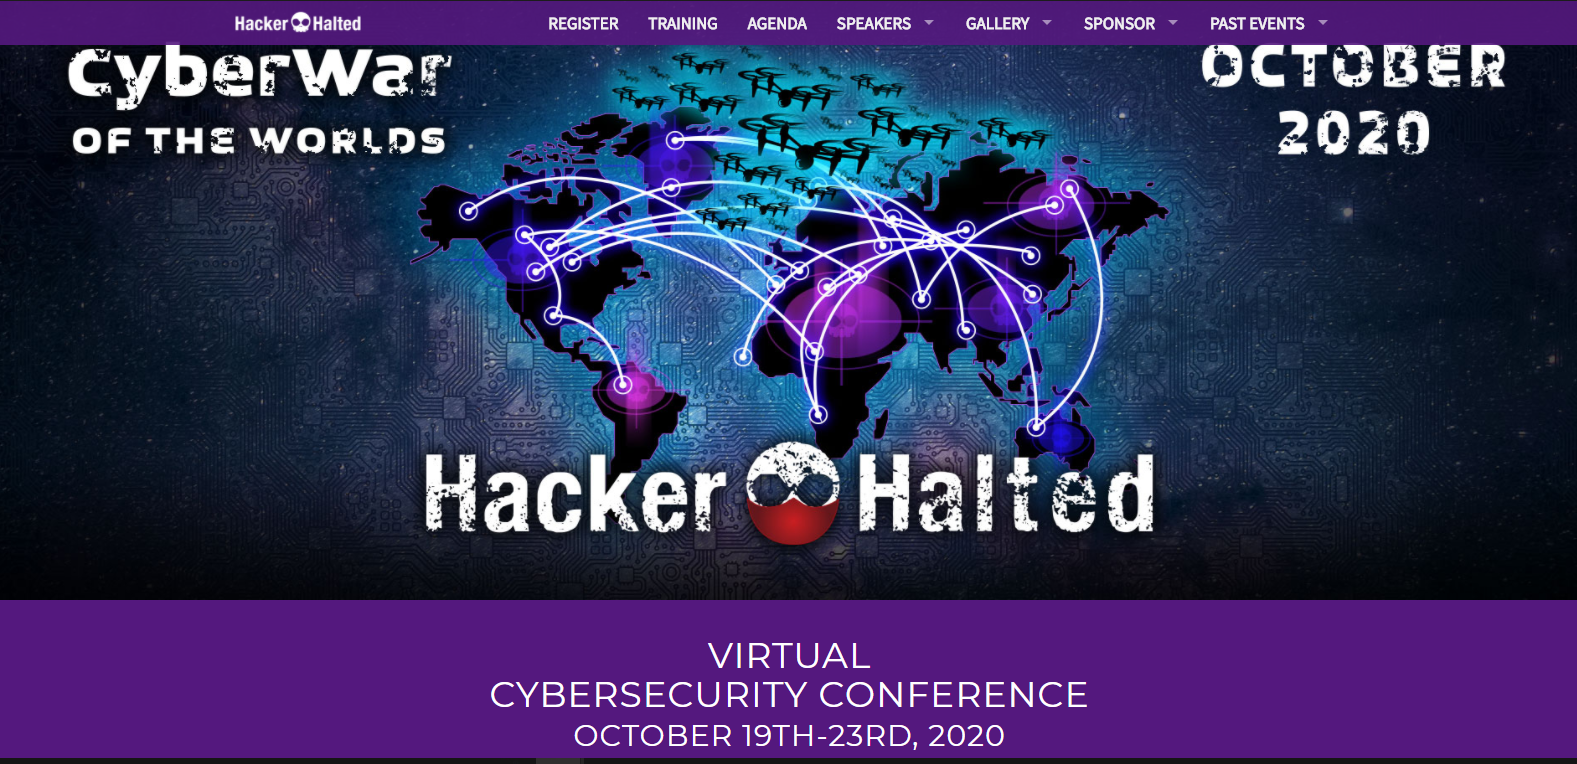 Hacker Halted
REGISTER TRAINING AGENDA SPEAKERS GALLERY SPONSOR PAST EVENTS
CyberWar
OF THE WORLDS
OCTOBER
2020
Hacker Halted
VIRTUAL
CYBERSECURITY CONFERENCE
OCTOBER 19TH-23RD, 2020